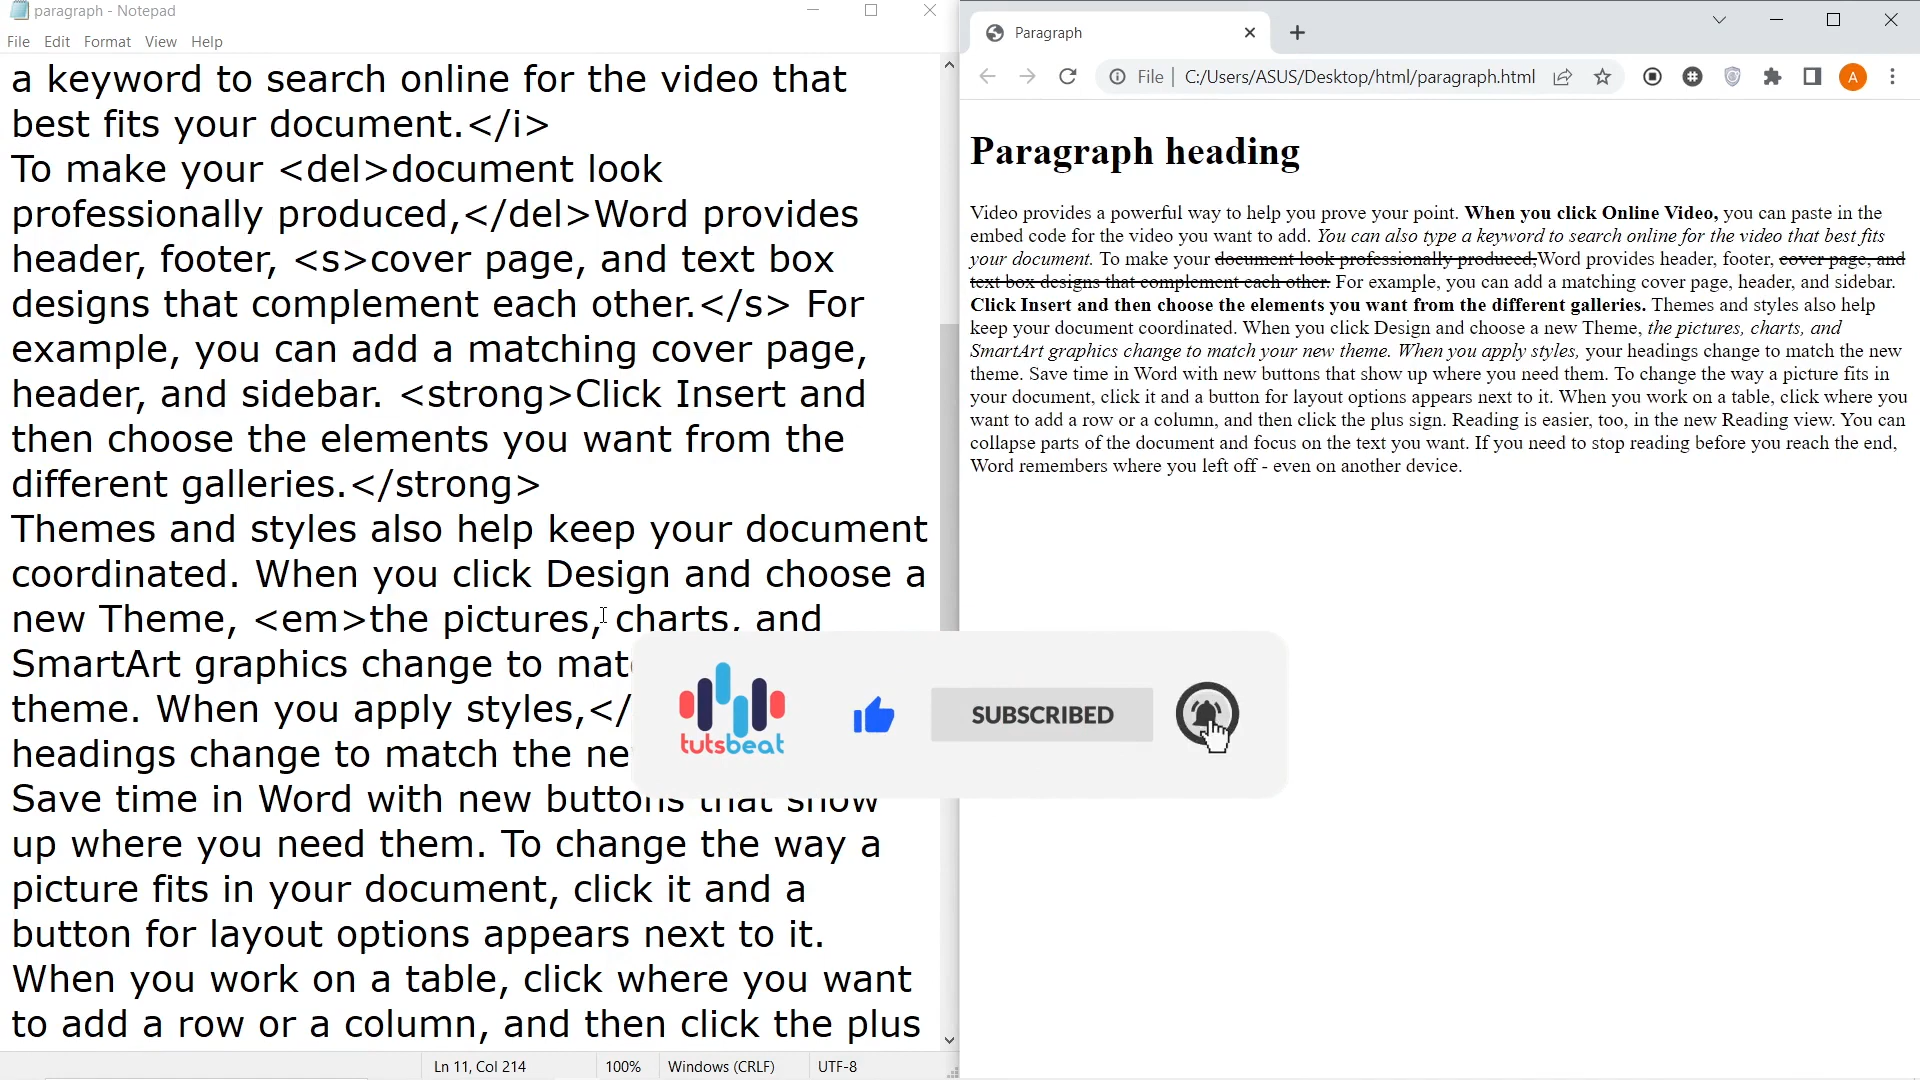 paragraph - Notepad
File Edit Format View Help
a keyword to search online for the video that
best fits your document.</i>
To make your <del>document look
professionally produced,</del>Word provides
header, footer, <s>cover page, and text box
designs that complement each other.</s> For
example, you can add a matching cover page,
header, and sidebar. <strong>Click Insert and
then choose the elements you want from the
different galleries.</strong>
Themes and styles also help keep your document
coordinated. When you click Design and choose a
new Theme, <em>the pictures, charts, and
SmartArt graphics change to
theme. When you apply styles,</
headings change to match the
Save time in Word with new buttons that show
up where you need them. To change the way a
picture fits in your document, click it and a
button for layout options appears next to it.
When you work on a table, click where you want
to add a row or a column, and then click the plus
Ln 11, Col 214 100% Windows (CRLF) UTF-8
Paragraph
File | C:/Users/ASUS/Desktop/html/paragraph.html
A
Paragraph heading
Video provides a powerful way to help you prove your point. When you click Online Video, you can paste in the
embed code for the video you want to add. You can also type a keyword to search online for the video that best fits
your document. To make your document look professionally produced,Word provides header, footer, cover page, and
text box designs that complement each other. For example, you can add a matching cover page, header, and sidebar.
Click Insert and then choose the elements you want from the different galleries. Themes and styles also help
keep your document coordinated. When you click Design and choose a new Theme, the pictures, charts, and
SmartArt graphics change to match your new theme. When you apply styles, your headings change to match the new
theme. Save time in Word with new buttons that show up where you need them. To change the way a picture fits in
your document, click it and a button for layout options appears next to it. When you work on a table, click where you
want to add a row or a column, and then click the plus sign. Reading is easier, too, in the new Reading view. You can
collapse parts of the document and focus on the text you want. If you need to stop reading before you reach the end,
Word remembers where you left off - even on another device.
tutsbeat
SUBSCRIBED